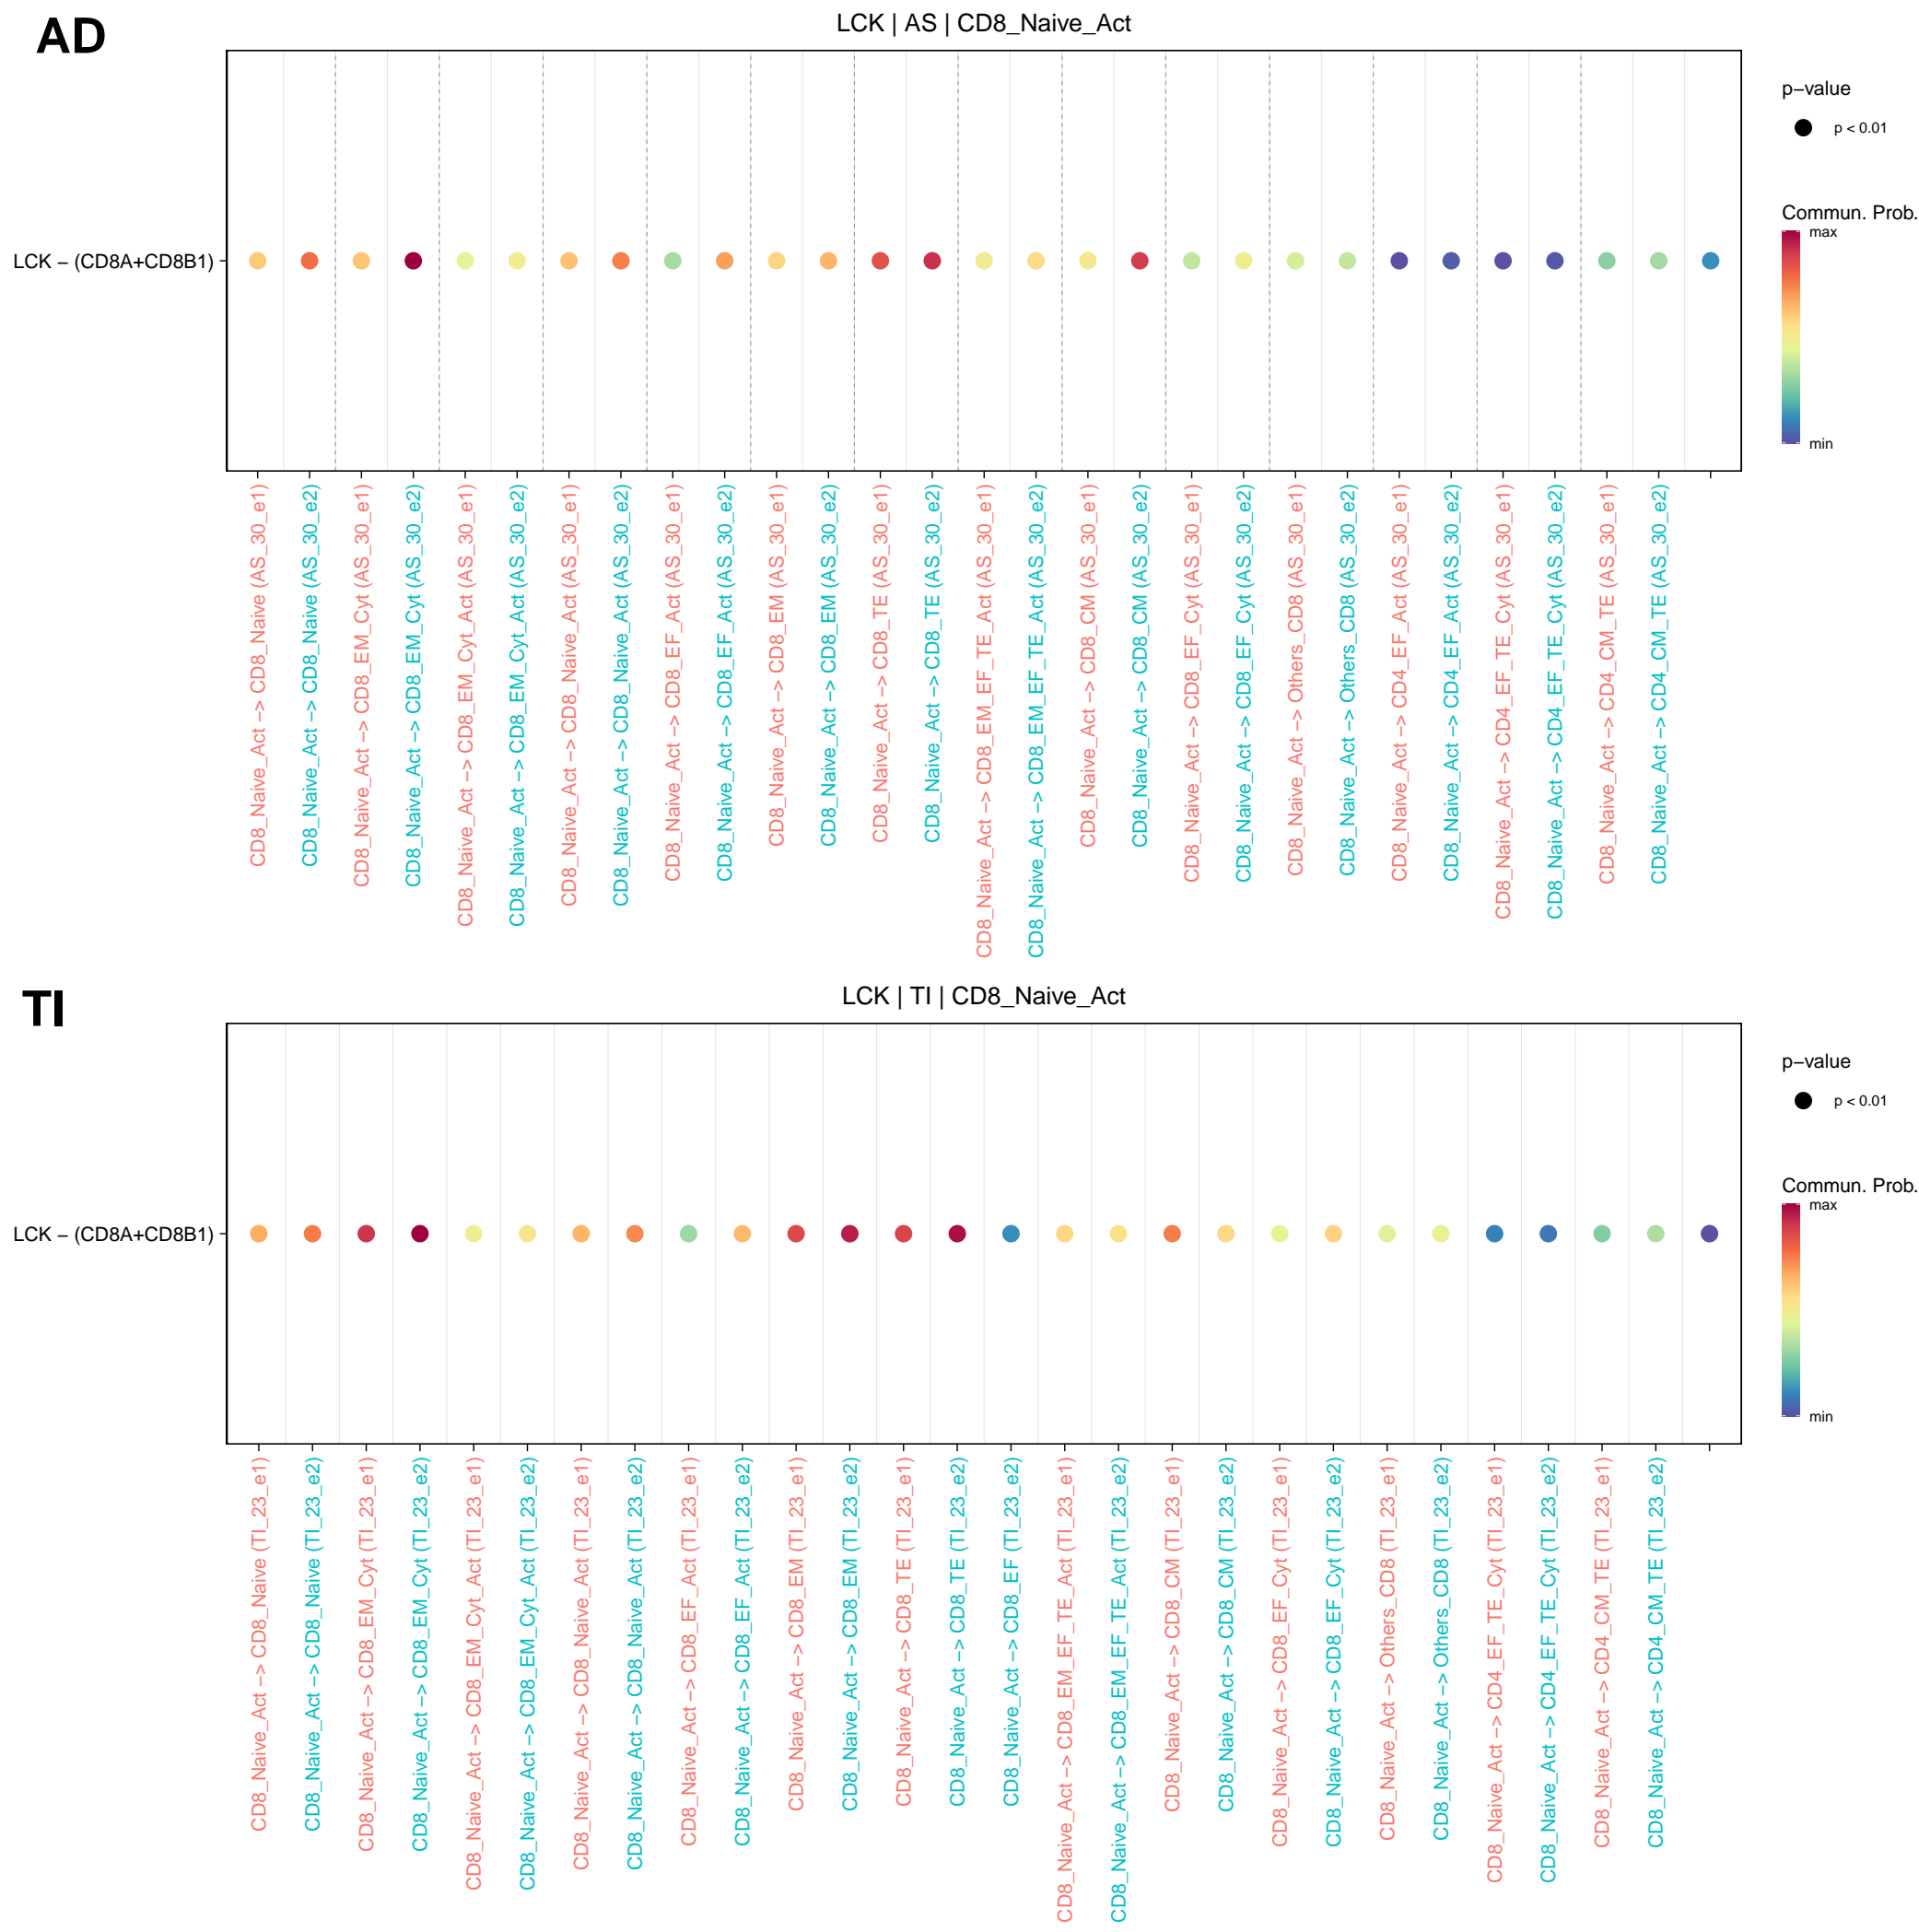 AD
LCK | AS | CD8_Naive_Act
p−value
p < 0.01
Commun. Prob.
max
min
LCK − (CD8A+CD8B1)
CD8_Naive_Act −> CD8_Naive (AS_30_e1)
CD8_Naive_Act −> CD8_Naive (AS_30_e2)
CD8_Naive_Act −> CD8_EM_Cyt (AS_30_e1)
CD8_Naive_Act −> CD8_EM_Cyt (AS_30_e2)
CD8_Naive_Act −> CD8_EM_Cyt_Act (AS_30_e1)
CD8_Naive_Act −> CD8_EM_Cyt_Act (AS_30_e2)
CD8_Naive_Act −> CD8_Naive_Act (AS_30_e1)
CD8_Naive_Act −> CD8_Naive_Act (AS_30_e2)
CD8_Naive_Act −> CD8_EF_Act (AS_30_e1)
CD8_Naive_Act −> CD8_EF_Act (AS_30_e2)
CD8_Naive_Act −> CD8_EM (AS_30_e1)
CD8_Naive_Act −> CD8_EM (AS_30_e2)
CD8_Naive_Act −> CD8_TE (AS_30_e1)
CD8_Naive_Act −> CD8_TE (AS_30_e2)
CD8_Naive_Act −> CD8_EM_EF_TE_Act (AS_30_e1)
CD8_Naive_Act −> CD8_EM_EF_TE_Act (AS_30_e2)
CD8_Naive_Act −> CD8_CM (AS_30_e1)
CD8_Naive_Act −> CD8_CM (AS_30_e2)
CD8_Naive_Act −> CD8_EF_Cyt (AS_30_e1)
CD8_Naive_Act −> CD8_EF_Cyt (AS_30_e2)
CD8_Naive_Act −> Others_CD8 (AS_30_e1)
CD8_Naive_Act −> Others_CD8 (AS_30_e2)
CD8_Naive_Act −> CD4_EF_Act (AS_30_e1)
CD8_Naive_Act −> CD4_EF_Act (AS_30_e2)
CD8_Naive_Act −> CD4_EF_TE_Cyt (AS_30_e1)
CD8_Naive_Act −> CD4_EF_TE_Cyt (AS_30_e2)
CD8_Naive_Act −> CD4_CM_TE (AS_30_e1)
CD8_Naive_Act −> CD4_CM_TE (AS_30_e2)
TI
LCK | TI | CD8_Naive_Act
p−value
p < 0.01
Commun. Prob.
max
min
LCK − (CD8A+CD8B1)
CD8_Naive_Act −> CD8_Naive (TI_23_e1)
CD8_Naive_Act −> CD8_Naive (TI_23_e2)
CD8_Naive_Act −> CD8_EM_Cyt (TI_23_e1)
CD8_Naive_Act −> CD8_EM_Cyt (TI_23_e2)
CD8_Naive_Act −> CD8_EM_Cyt_Act (TI_23_e1)
CD8_Naive_Act −> CD8_EM_Cyt_Act (TI_23_e2)
CD8_Naive_Act −> CD8_Naive_Act (TI_23_e1)
CD8_Naive_Act −> CD8_Naive_Act (TI_23_e2)
CD8_Naive_Act −> CD8_EF_Act (TI_23_e1)
CD8_Naive_Act −> CD8_EF_Act (TI_23_e2)
CD8_Naive_Act −> CD8_EM (TI_23_e1)
CD8_Naive_Act −> CD8_EM (TI_23_e2)
CD8_Naive_Act −> CD8_TE (TI_23_e1)
CD8_Naive_Act −> CD8_TE (TI_23_e2)
CD8_Naive_Act −> CD8_EF (TI_23_e2)
CD8_Naive_Act −> CD8_EM_EF_TE_Act (TI_23_e1)
CD8_Naive_Act −> CD8_EM_EF_TE_Act (TI_23_e2)
CD8_Naive_Act −> CD8_CM (TI_23_e1)
CD8_Naive_Act −> CD8_CM (TI_23_e2)
CD8_Naive_Act −> CD8_EF_Cyt (TI_23_e1)
CD8_Naive_Act −> CD8_EF_Cyt (TI_23_e2)
CD8_Naive_Act −> Others_CD8 (TI_23_e1)
CD8_Naive_Act −> Others_CD8 (TI_23_e2)
CD8_Naive_Act −> CD4_EF_TE_Cyt (TI_23_e1)
CD8_Naive_Act −> CD4_EF_TE_Cyt (TI_23_e2)
CD8_Naive_Act −> CD4_CM_TE (TI_23_e1)
CD8_Naive_Act −> CD4_CM_TE (TI_23_e2)